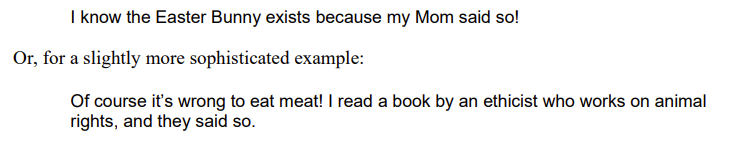 I know the Easter Bunny exists because my Mom said so!
Or, for a slightly more sophisticated example:
Of course it’s wrong to eat meat! I read a book by an ethicist who works on animal
rights, and they said so.